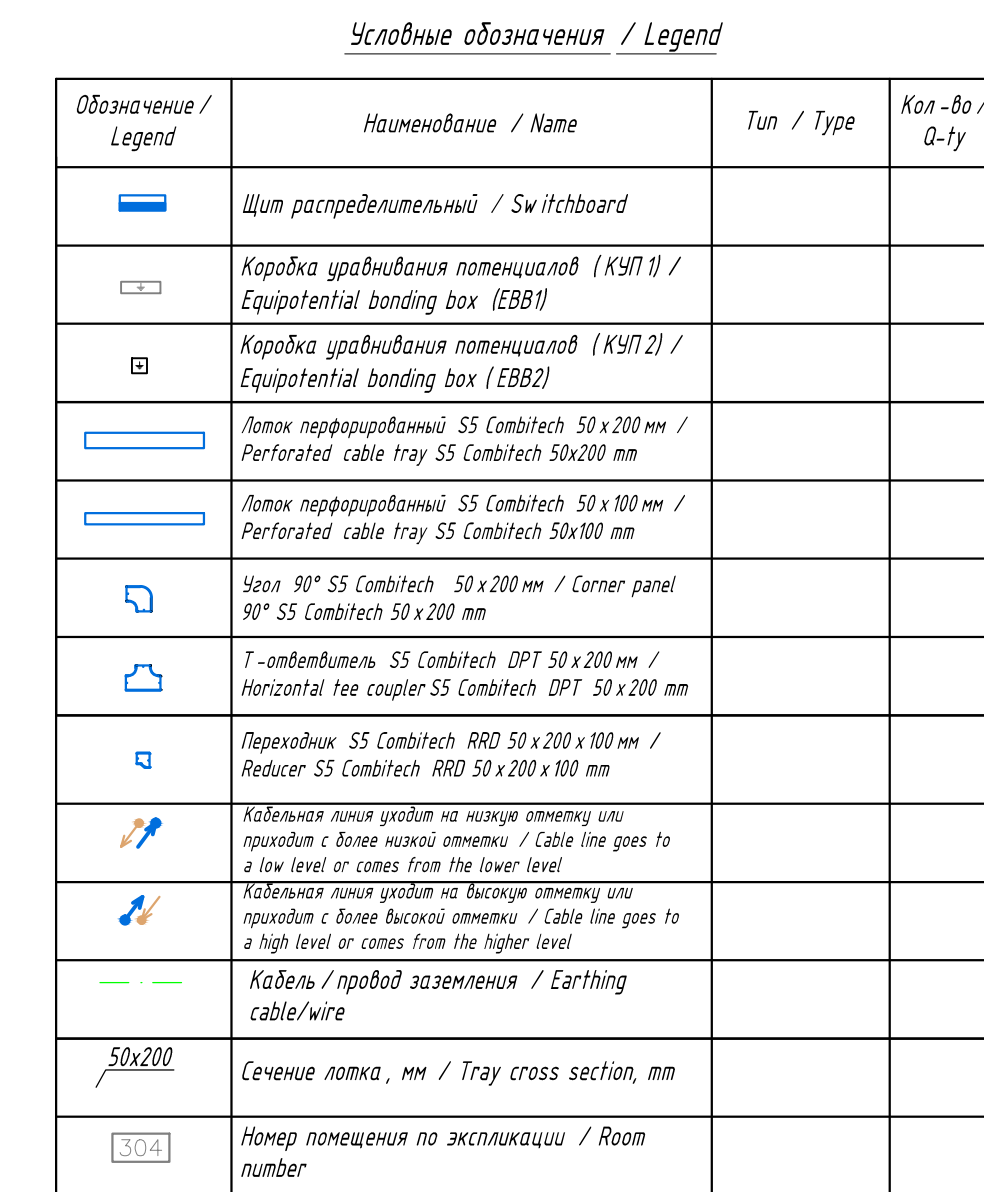 Условные обозначения / Legend
Обозначение /
Legend
Наименование / Name
Тип / Type
Кол-во /
Q-ty
Щит распределительный / Switchboard
Коробка уравнивания потенциалов (КУП 1) /
Equipotential bonding box (EBB1)
Коробка уравнивания потенциалов (КУП 2) /
Equipotential bonding box (EBB2)
Лоток перфорированный S5 Combitech 50 x 200 мм /
Perforated cable tray S5 Combitech 50x200 mm
Лоток перфорированный S5 Combitech 50 x 100 мм /
Perforated cable tray S5 Combitech 50x100 mm
Угол 90° S5 Combitech 50 x 200 мм / Corner panel
90° S5 Combitech 50 x 200 mm
Т-ответвитель S5 Combitech DPT 50 x 200 мм /
Horizontal tee coupler S5 Combitech DPT 50 x 200 mm
Переходник S5 Combitech RRD 50 x 200 x 100 мм /
Reducer S5 Combitech RRD 50 x 200 x 100 mm
Кабельная линия уходит на низкую отметку или
приходит с более низкой отметки / Cable line goes to
a low level or comes from the lower level
Кабельная линия уходит на высокую отметку или
приходит с более высокой отметки / Cable line goes to
a high level or comes from the higher level
Кабель / провод заземления / Earthing
cable/wire
50x200
Сечение лотка, мм / Tray cross section, mm
304
Номер помещения по экспликации / Room
number